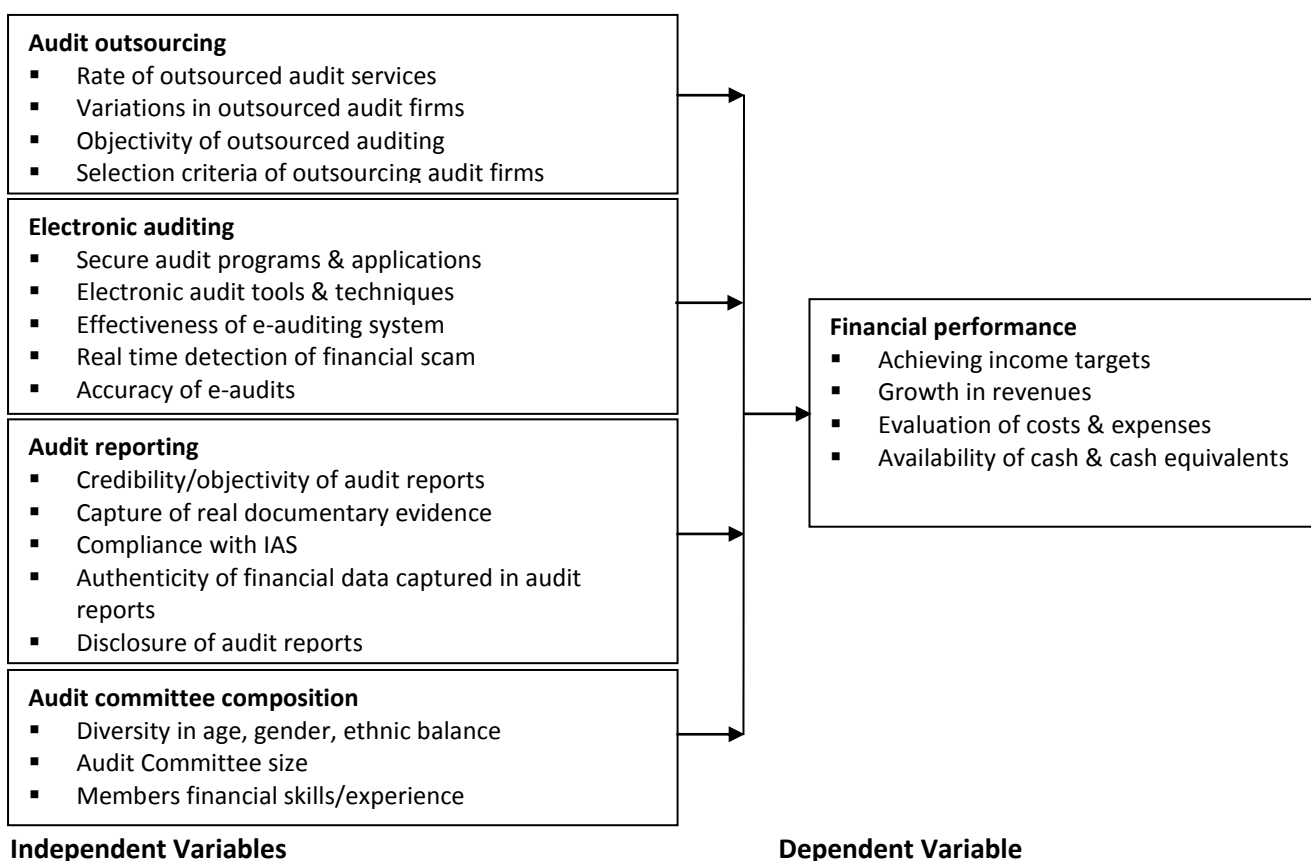 Audit outsourcing
▪ Rate of outsourced audit services
▪ Variations in outsourced audit firms
▪ Objectivity of outsourced auditing
▪ Selection criteria of outsourcing audit firms
Electronic auditing
▪ Secure audit programs & applications
▪ Electronic audit tools & techniques
▪ Effectiveness of e-auditing system
▪ Real time detection of financial scam
▪ Accuracy of e-audits
Audit reporting
▪ Credibility/objectivity of audit reports
▪ Capture of real documentary evidence
▪ Compliance with IAS
▪ Authenticity of financial data captured in audit
reports
▪ Disclosure of audit reports
Audit committee composition
▪ Diversity in age, gender, ethnic balance
▪ Audit Committee size
▪ Members financial skills/experience
Independent Variables
Financial performance
▪ Achieving income targets
▪ Growth in revenues
▪ Evaluation of costs & expenses
▪ Availability of cash & cash equivalents
Dependent Variable